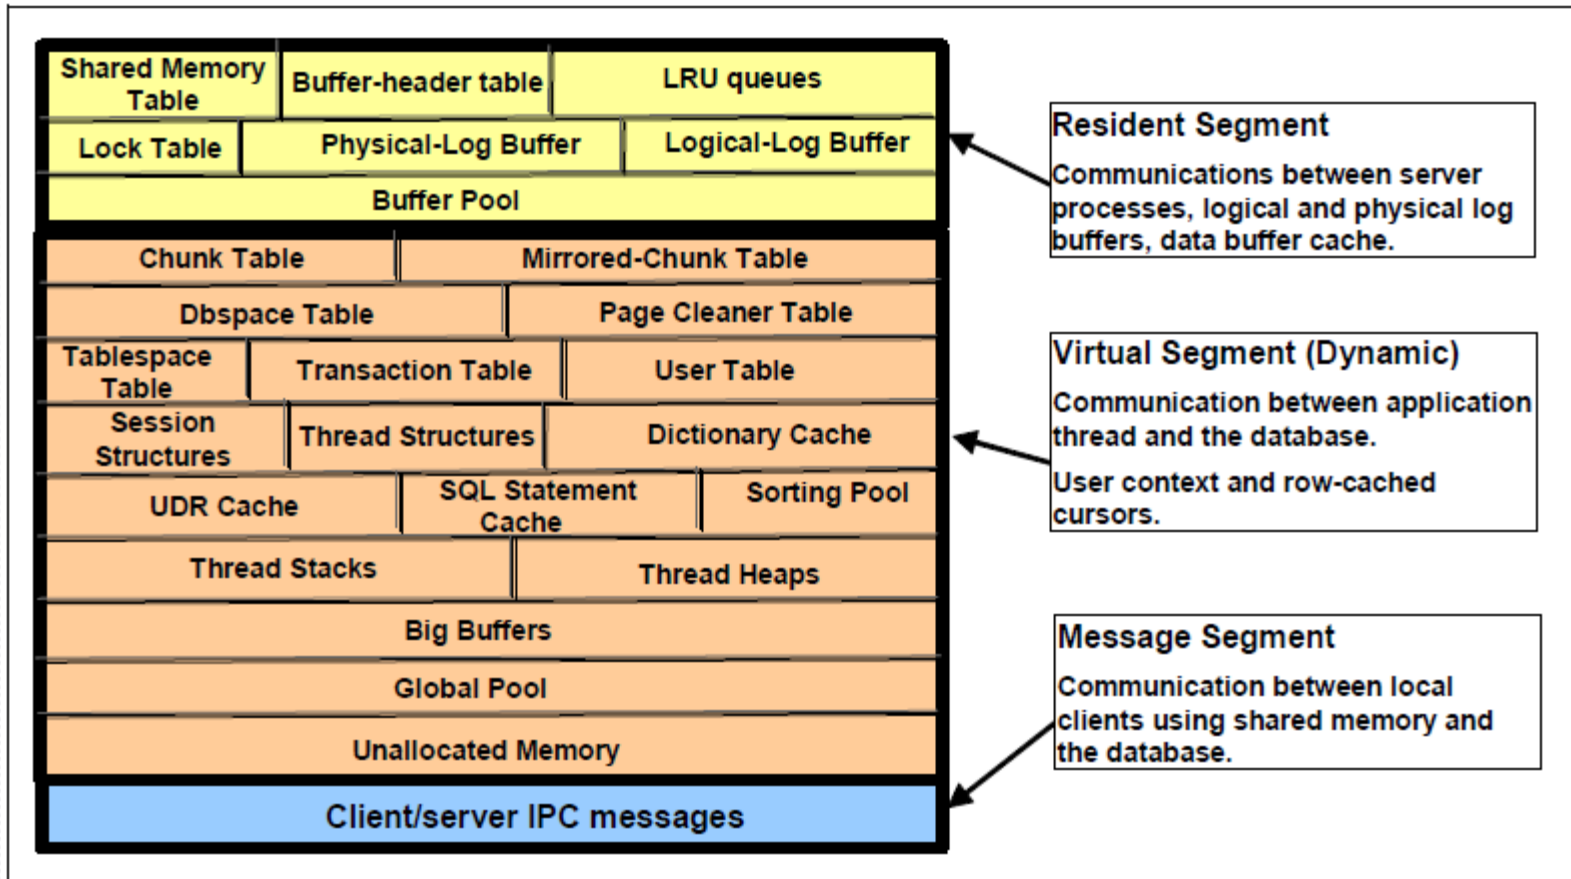 Shared Memory
Table
Buffer-header table
LRU queues
Lock Table
Physical-Log Buffer
Logical-Log Buffer
Buffer Pool
Chunk Table
Mirrored-Chunk Table
Dbspace Table
Page Cleaner Table
Tablespace
Table
Transaction Table
User Table
Session
Structures
Thread Structures
Dictionary Cache
UDR Cache
SQL Statement
Cache
Sorting Pool
Thread Stacks
Thread Heaps
Big Buffers
Global Pool
Unallocated Memory
Client/server IPC messages
Resident Segment
Communications between server
processes, logical and physical log
buffers, data buffer cache.
Virtual Segment (Dynamic)
Communication between application
thread and the database.
User context and row-cached
cursors.
Message Segment
Communication between local
clients using shared memory and
the database.